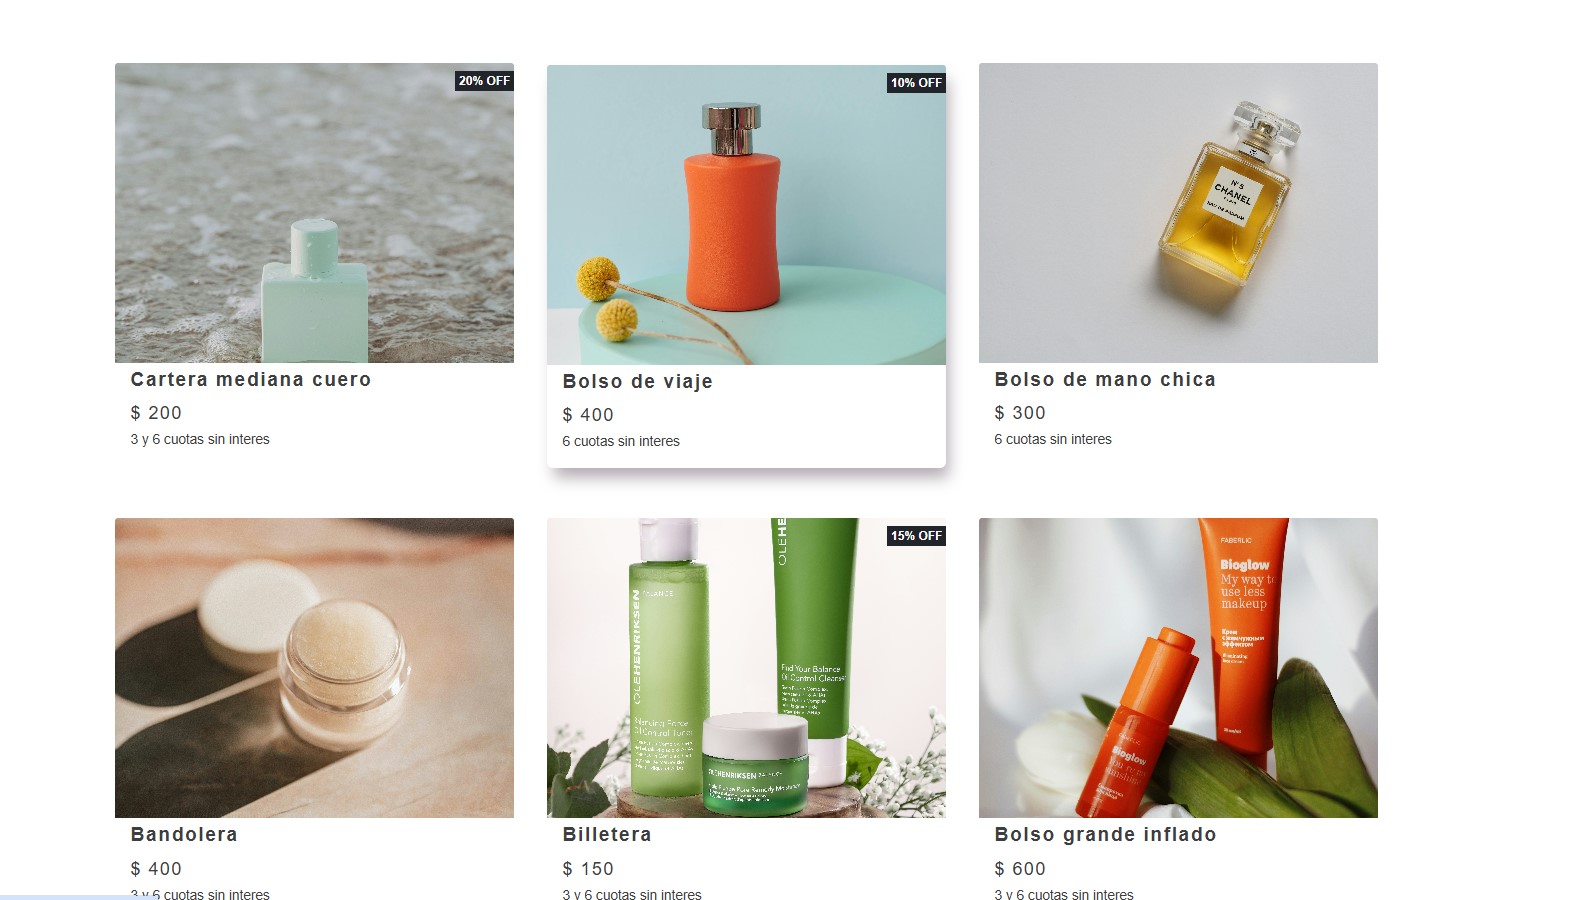 20% OFF
10% OFF
N°5
CHANEL
PARIS
EAU DE PARFUM
Cartera mediana cuero
$ 200
3 y 6 cuotas sin interes
Bolso de viaje
$ 400
6 cuotas sin interes
Bolso de mano chica
$ 300
6 cuotas sin interes
15% OFF
OLEHENRIKSEN
BALANCE
Balancing Force
Oil Control Toner
OLEHE
Find Your Balance
Oil Control Cleanser
OLEHENRIKSEN
FABERLIC
Bioglow
My way to
use less
makeup
Bioglow
Bandolera
$ 400
3 y 6 cuotas sin interes
Billetera
$ 150
3 y 6 cuotas sin interes
Bolso grande inflado
$ 600
3 y 6 cuotas sin interes